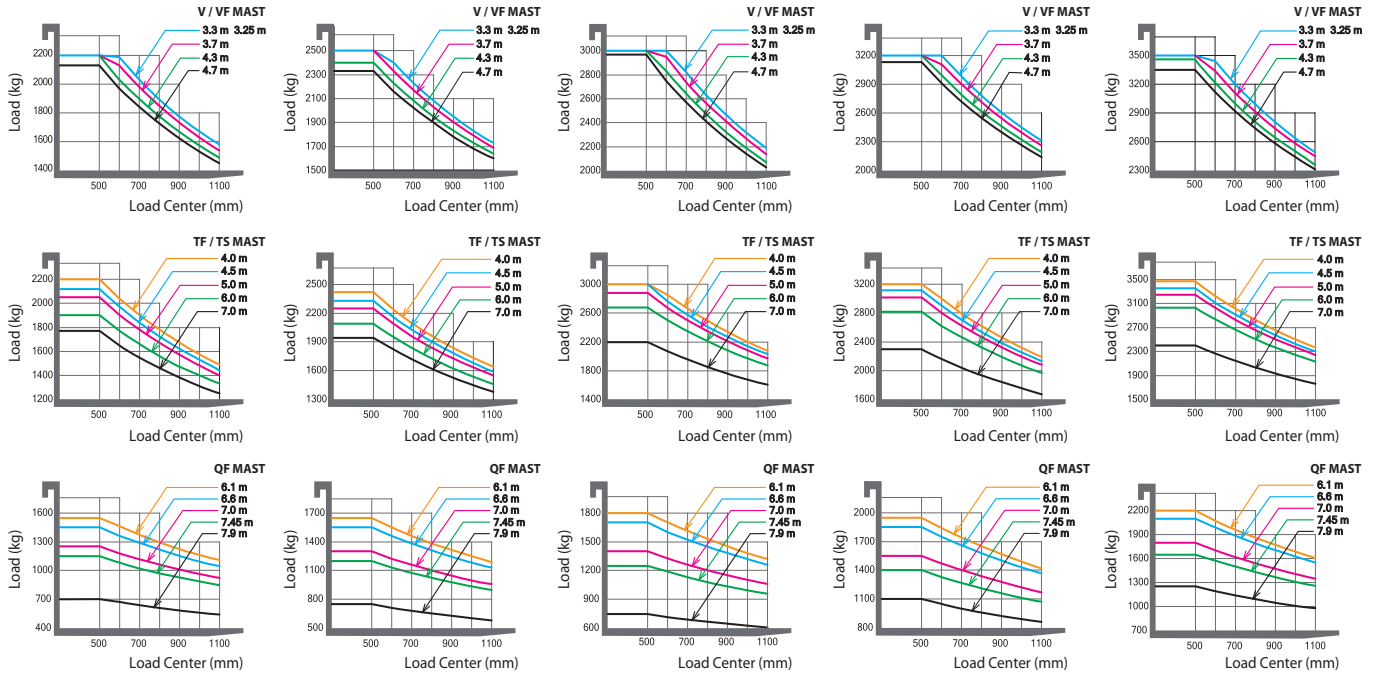 V / VF MAST
3.3 m 3.25 m
3.7 m
4.3 m
4.7 m
Load (kg)
2200
2000
1800
1600
1400
500 700 900 1100
Load Center (mm)
V / VF MAST
3.3 m 3.25 m
3.7 m
4.3 m
4.7 m
Load (kg)
2500
2300
2100
1900
1700
1500
500 700 900 1100
Load Center (mm)
V / VF MAST
3.3 m 3.25 m
3.7 m
4.3 m
4.7 m
Load (kg)
3000
2800
2600
2400
2200
2000
500 700 900 1100
Load Center (mm)
V / VF MAST
3.3 m 3.25 m
3.7 m
4.3 m
4.7 m
Load (kg)
3200
2900
2600
2300
2000
500 700 900 1100
Load Center (mm)
V / VF MAST
3.3 m 3.25 m
3.7 m
4.3 m
4.7 m
Load (kg)
3500
3200
2900
2600
2300
500 700 900 1100
Load Center (mm)
TF / TS MAST
4.0 m
4.5 m
5.0 m
6.0 m
7.0 m
Load (kg)
2200
2000
1800
1600
1400
1200
500 700 900 1100
Load Center (mm)
TF / TS MAST
4.0 m
4.5 m
5.0 m
6.0 m
7.0 m
Load (kg)
2500
2200
1900
1600
1300
500 700 900 1100
Load Center (mm)
TF / TS MAST
4.0 m
4.5 m
5.0 m
6.0 m
7.0 m
Load (kg)
3000
2600
2200
1800
1400
500 700 900 1100
Load Center (mm)
TF / TS MAST
4.0 m
4.5 m
5.0 m
6.0 m
7.0 m
Load (kg)
3200
2800
2400
2000
1600
500 700 900 1100
Load Center (mm)
TF / TS MAST
4.0 m
4.5 m
5.0 m
6.0 m
7.0 m
Load (kg)
3500
3100
2700
2300
1900
1500
500 700 900 1100
Load Center (mm)
QF MAST
6.1 m
6.6 m
7.0 m
7.45 m
7.9 m
Load (kg)
1600
1300
1000
700
400
500 700 900 1100
Load Center (mm)
QF MAST
6.1 m
6.6 m
7.0 m
7.45 m
7.9 m
Load (kg)
1700
1400
1100
800
500
500 700 900 1100
Load Center (mm)
QF MAST
6.1 m
6.6 m
7.0 m
7.45 m
7.9 m
Load (kg)
1800
1500
1200
900
600
500 700 900 1100
Load Center (mm)
QF MAST
6.1 m
6.6 m
7.0 m
7.45 m
7.9 m
Load (kg)
2000
1700
1400
1100
800
500 700 900 1100
Load Center (mm)
QF MAST
6.1 m
6.6 m
7.0 m
7.45 m
7.9 m
Load (kg)
2200
1900
1600
1300
1000
700
500 700 900 1100
Load Center (mm)